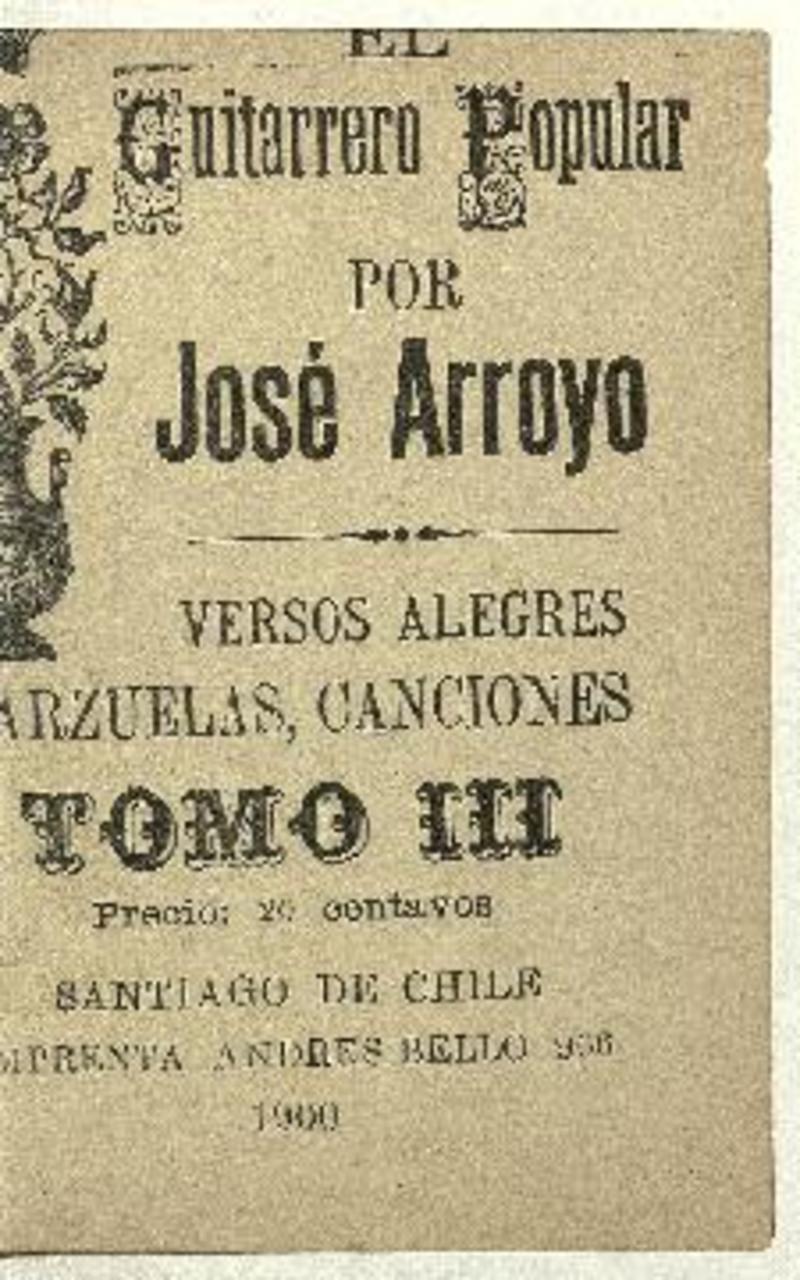 EL
Guitarrero Popular
POR
José Arroyo
VERSOS ALEGRES
ARZUELAS, CANCIONES
TOMO III
Precio: 20 centavos
SANTIAGO DE CHILE
MPRENTA ANDRES BELLO
1900